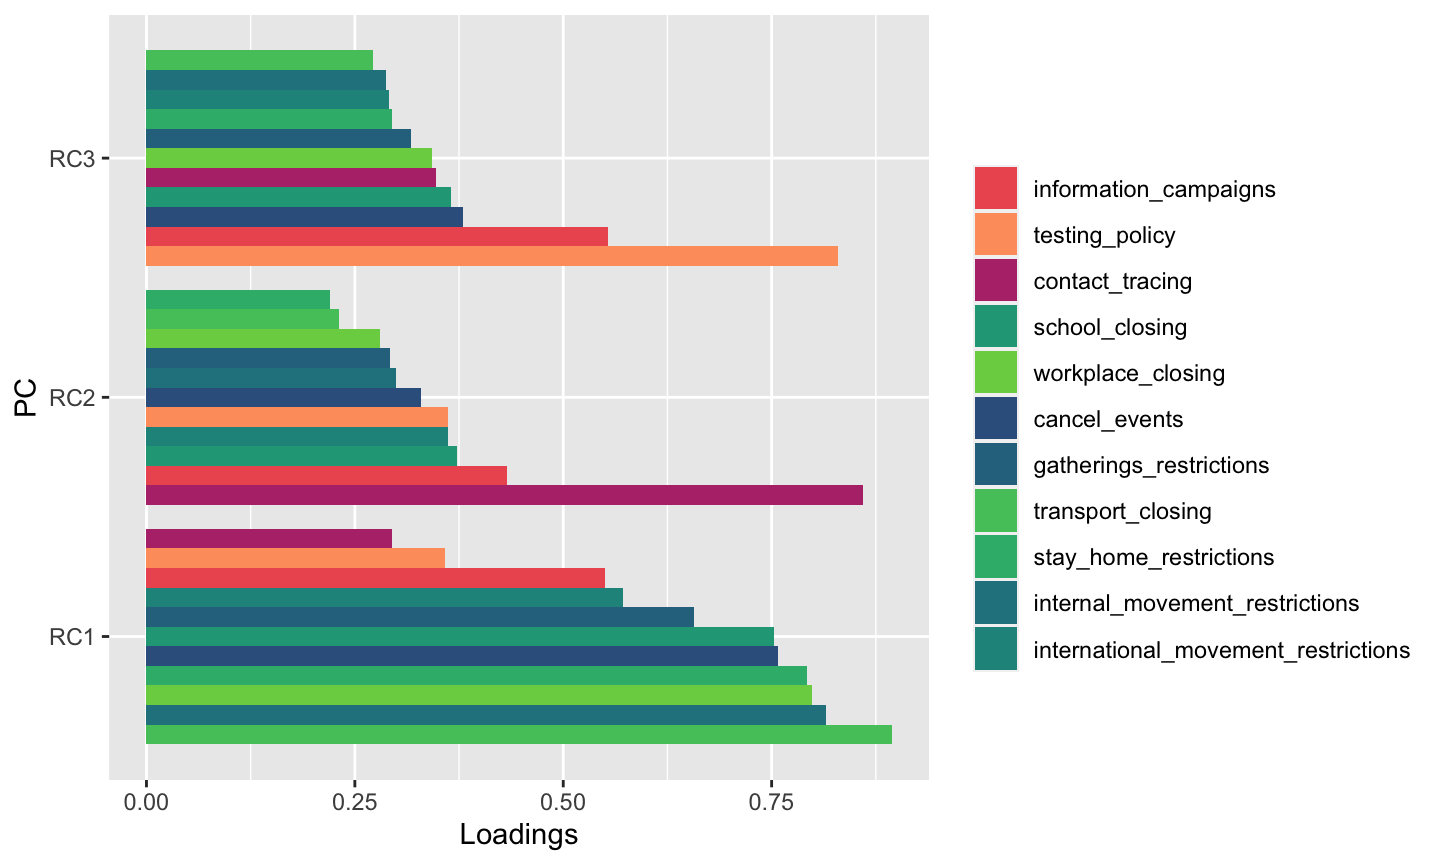 RC3
RC2
RC1
PC
0.00
0.25
0.50
0.75
Loadings
information_campaigns
testing_policy
contact_tracing
school_closing
workplace_closing
cancel_events
gatherings_restrictions
transport_closing
stay_home_restrictions
internal_movement_restrictions
international_movement_restrictions